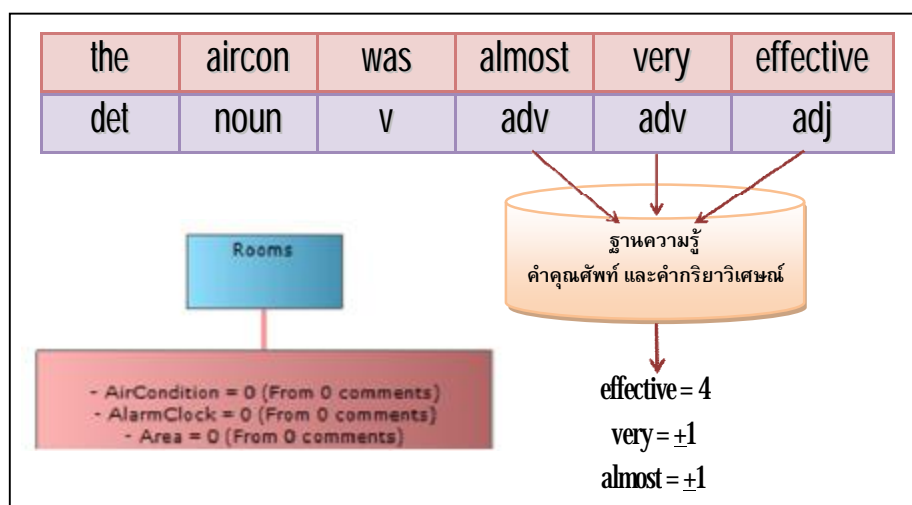 the aircon was almost very effective
det noun v adv adv adj
ฐานความรู้
คำคุณศัพท์ และคำกริยาวิเศษณ์
Rooms
- AirCondition = 0 (From 0 comments)
- AlarmClock = 0 (From 0 comments)
- Area = 0 (From 0 comments)
effective = 4
very = ±1
almost = ±1